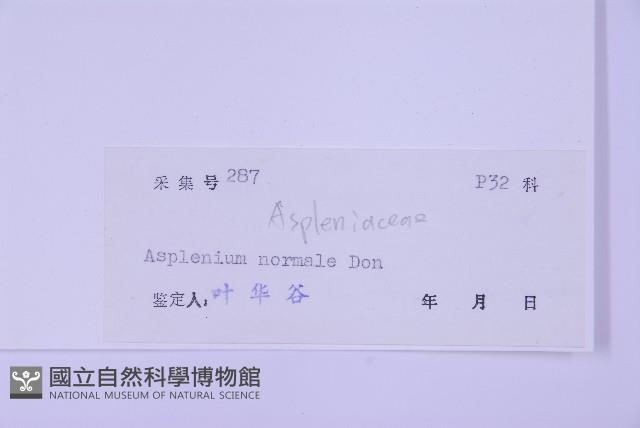 采集号 287 P32 科
Aspleniaceae
Asplenium normale Don
鉴定人: 叶华谷 年 月 日
國立自然科學博物館
NATIONAL MUSEUM OF NATURAL SCIENCE